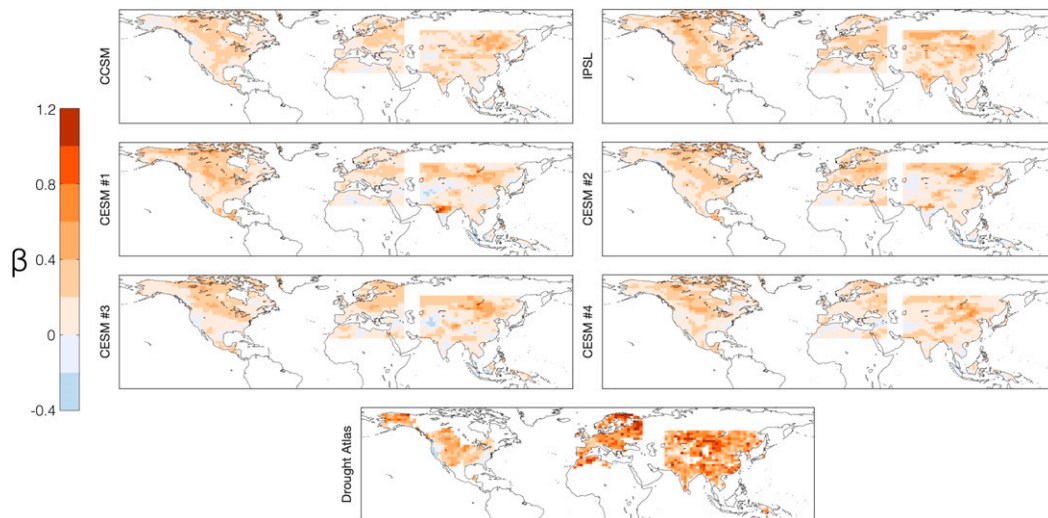 CCSM
IPSL
1.2
0.8
0.4
0
-0.4
β
CESM #1
CESM #2
CESM #3
CESM #4
Drought Atlas